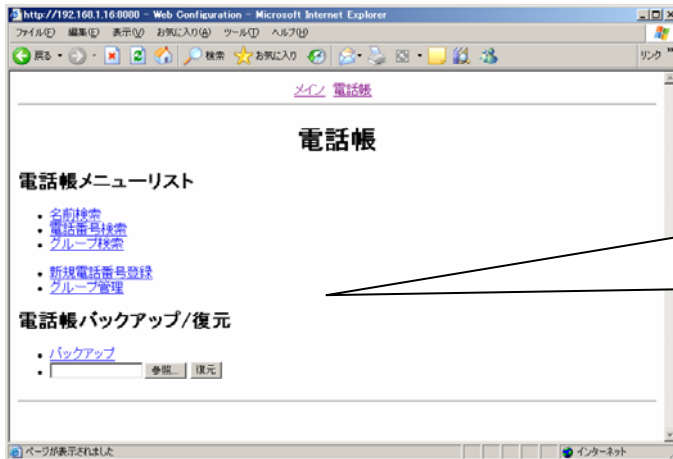 http://192.168.1.16:8080 - Web Configuration - Microsoft Internet Explorer
ファイル(F) 編集(E) 表示(V) お気に入り(A) ツール(T) ヘルプ(H)
戻る 検索 お気に入り リンク »
メイン 電話帳
電話帳
電話帳メニューリスト
名前検索
電話番号検索
グループ検索
新規電話番号登録
グループ管理
電話帳バックアップ/復元
バックアップ
参照... 復元
ページが表示されました インターネット